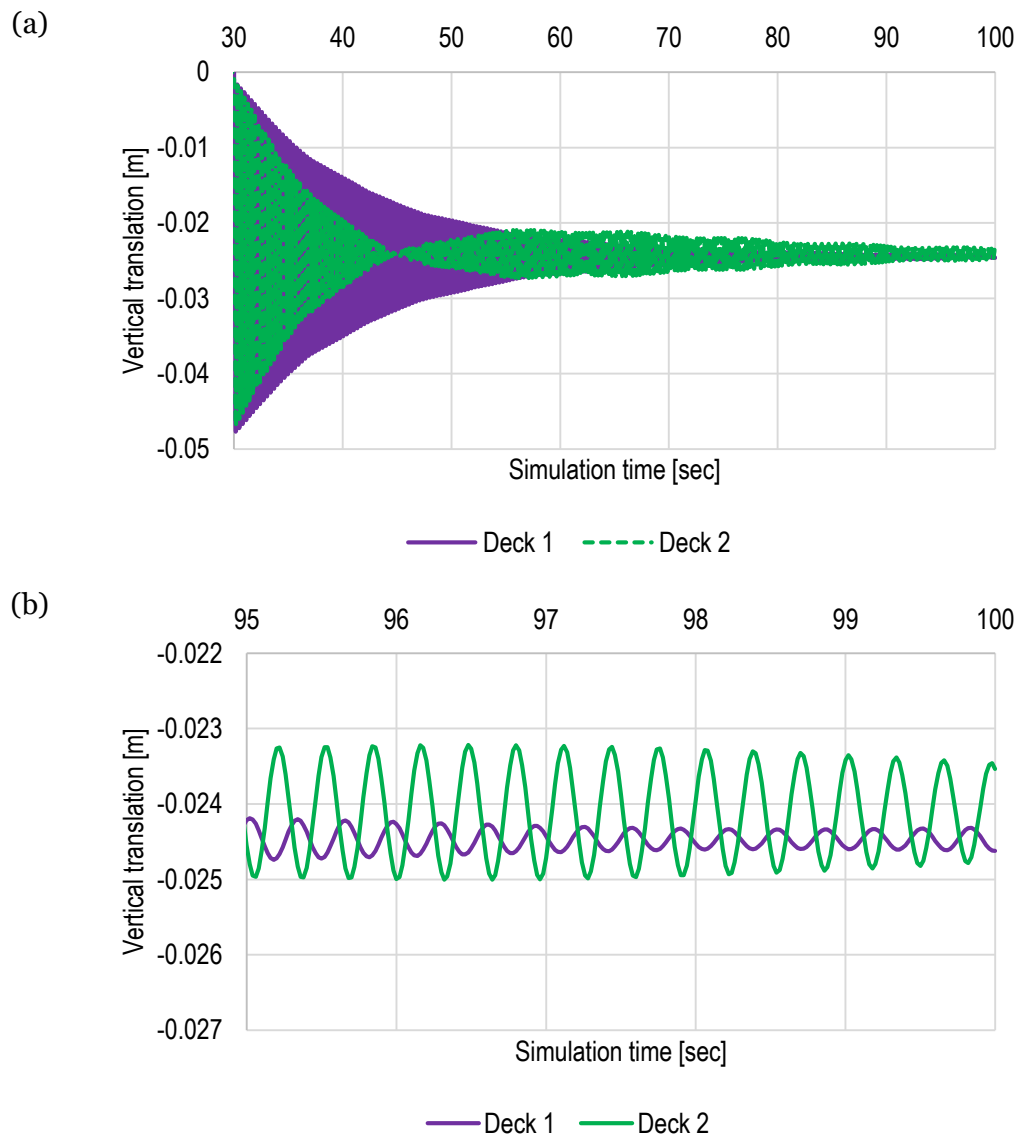 (a)
30 40 50 60 70 80 90 100
0
-0.01
-0.02
-0.03
-0.04
-0.05
Vertical translation [m]
Simulation time [sec]
Deck 1 Deck 2
(b)
95 96 97 98 99 100
-0.022
-0.023
-0.024
-0.025
-0.026
-0.027
Vertical translation [m]
Simulation time [sec]
Deck 1 Deck 2